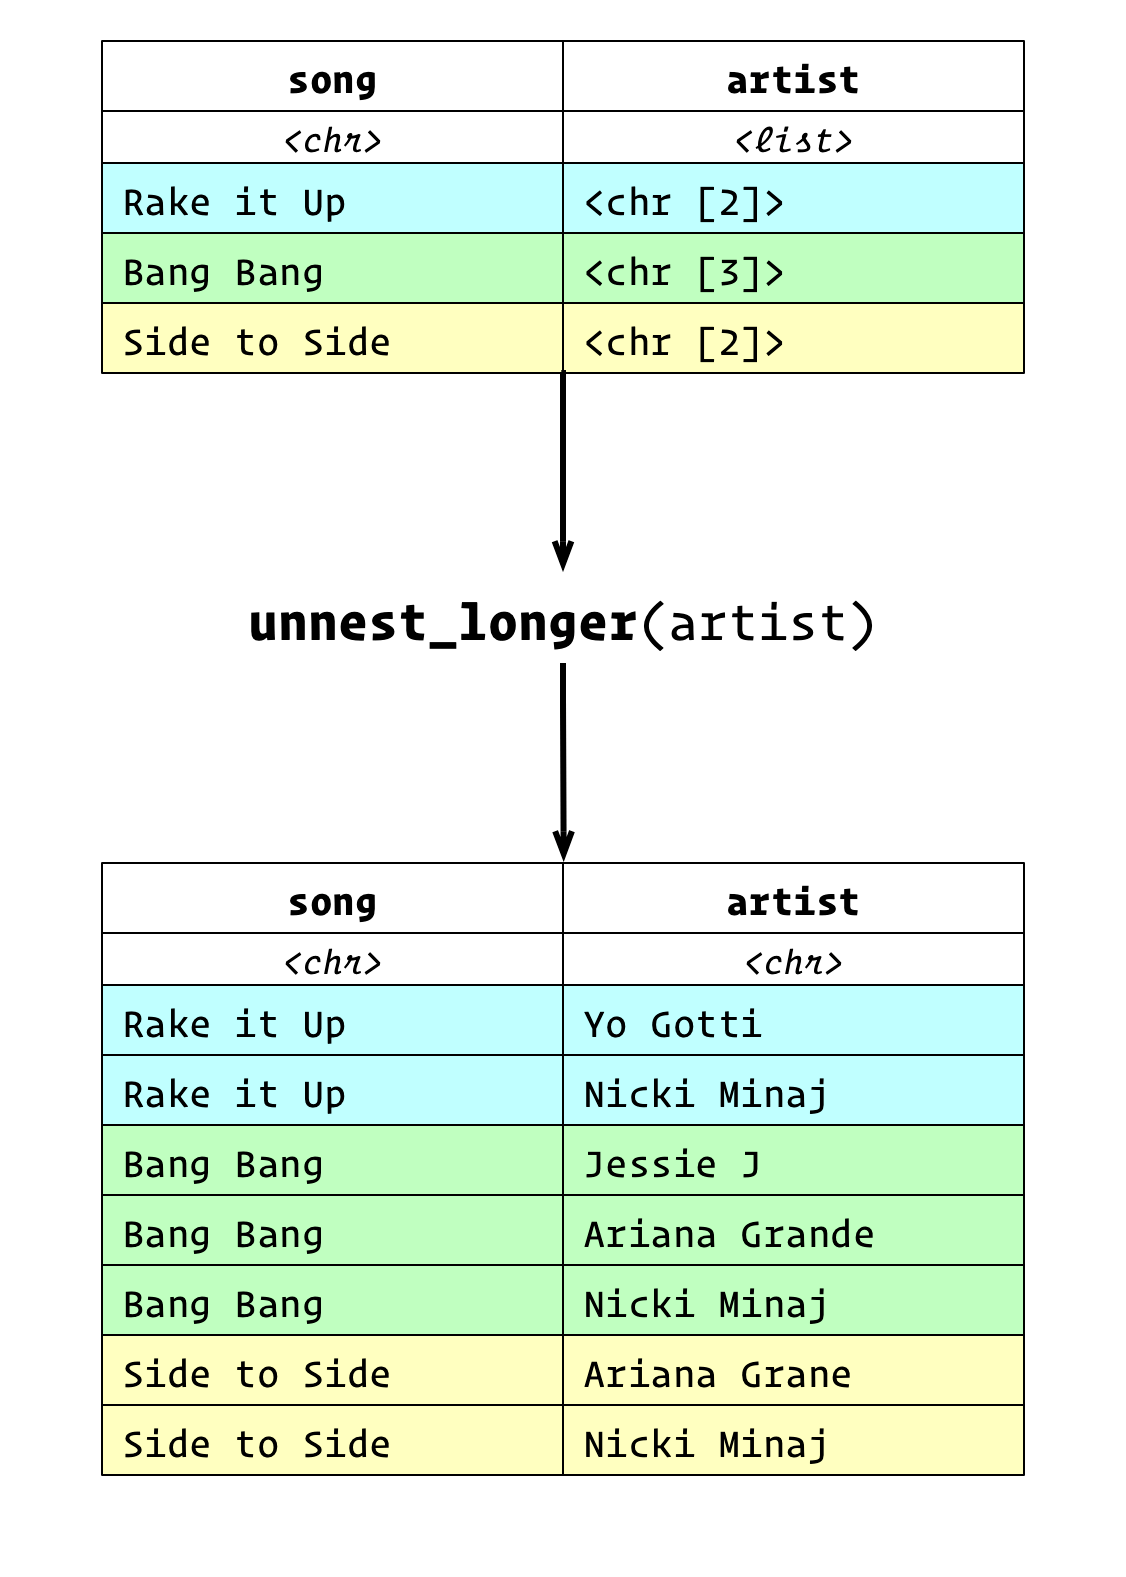 song artist
<chr> <list>
Rake it Up <chr [2]>
Bang Bang <chr [3]>
Side to Side <chr [2]>
unnest_longer(artist)
song artist
<chr> <chr>
Rake it Up Yo Gotti
Rake it Up Nicki Minaj
Bang Bang Jessie J
Bang Bang Ariana Grande
Bang Bang Nicki Minaj
Side to Side Ariana Grane
Side to Side Nicki Minaj